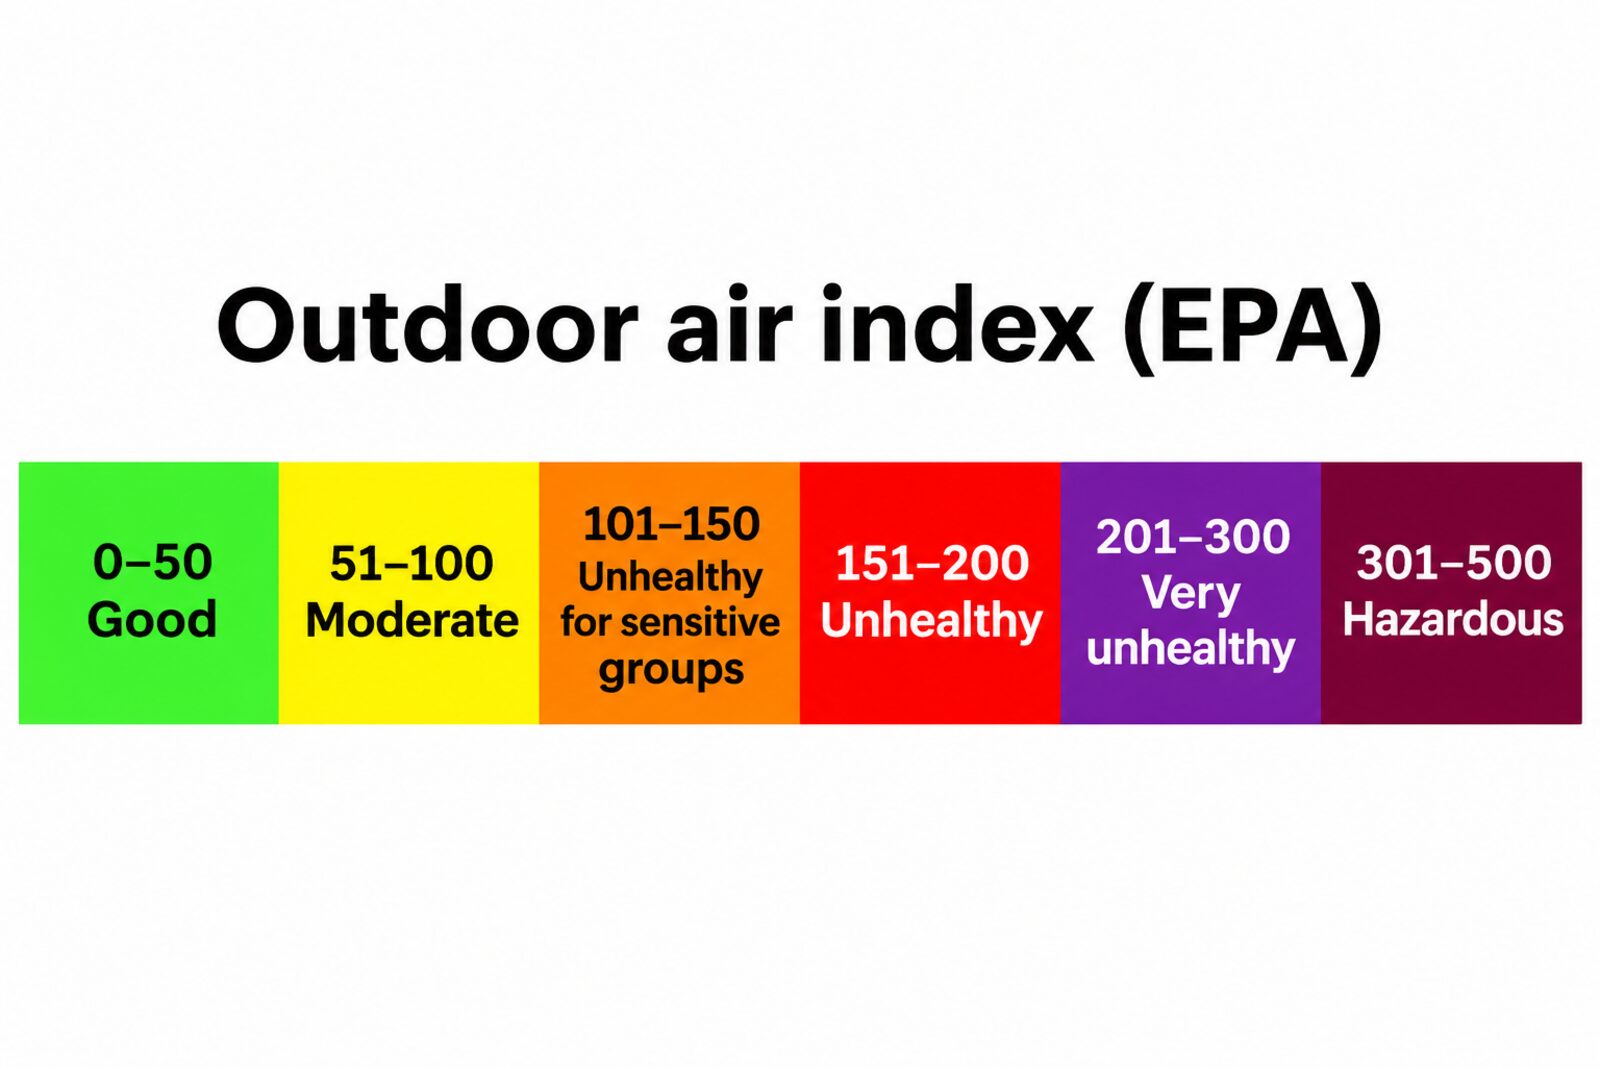 Outdoor air index (EPA)
0–50
Good
51–100
Moderate
101–150
Unhealthy
for sensitive
groups
151–200
Unhealthy
201–300
Very
unhealthy
301–500
Hazardous